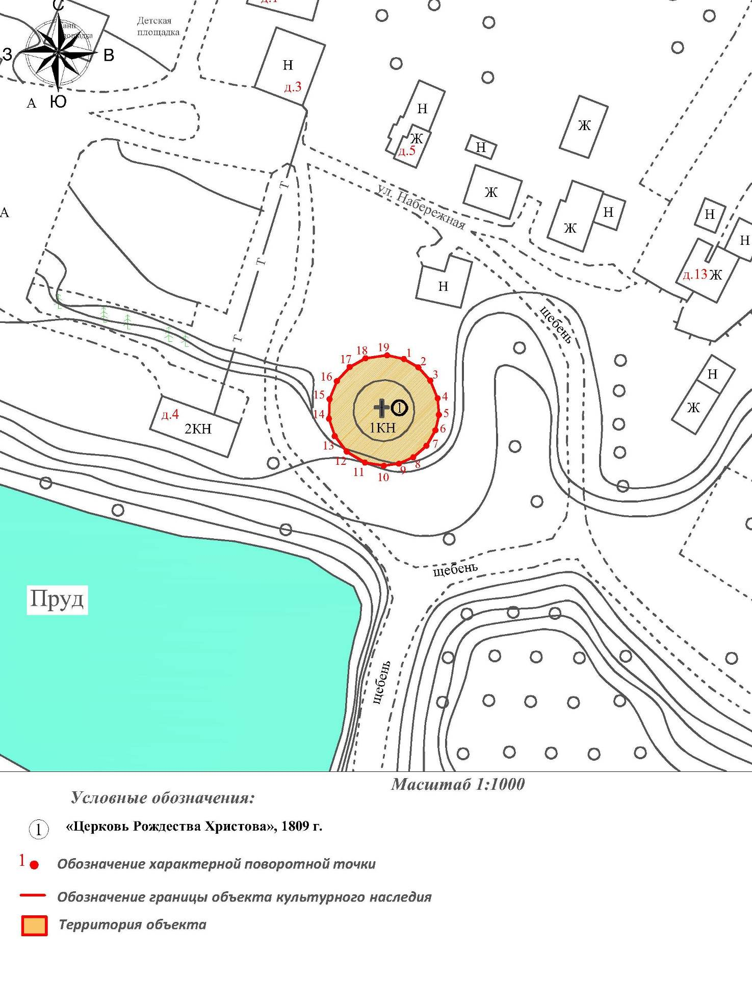 С
Детская
площадка
З
В
Ю
А
Н
д.3
Н
Ж
д.5
Н
Ж
Ж
Ж
Н
Н
Н
д.13
Ж
А
Т
Т
Т
ул. Набережная
Н
щебень
Н
Ж
19
1
2
3
4
5
6
7
8
9
10
11
12
13
14
15
16
17
18
1
1КН
д.4
2КН
щебень
Пруд
щебень
Масштаб 1:1000
Условные обозначения:
1 «Церковь Рождества Христова», 1809 г.
1 Обозначение характерной поворотной точки
Обозначение границы объекта культурного наследия
Территория объекта